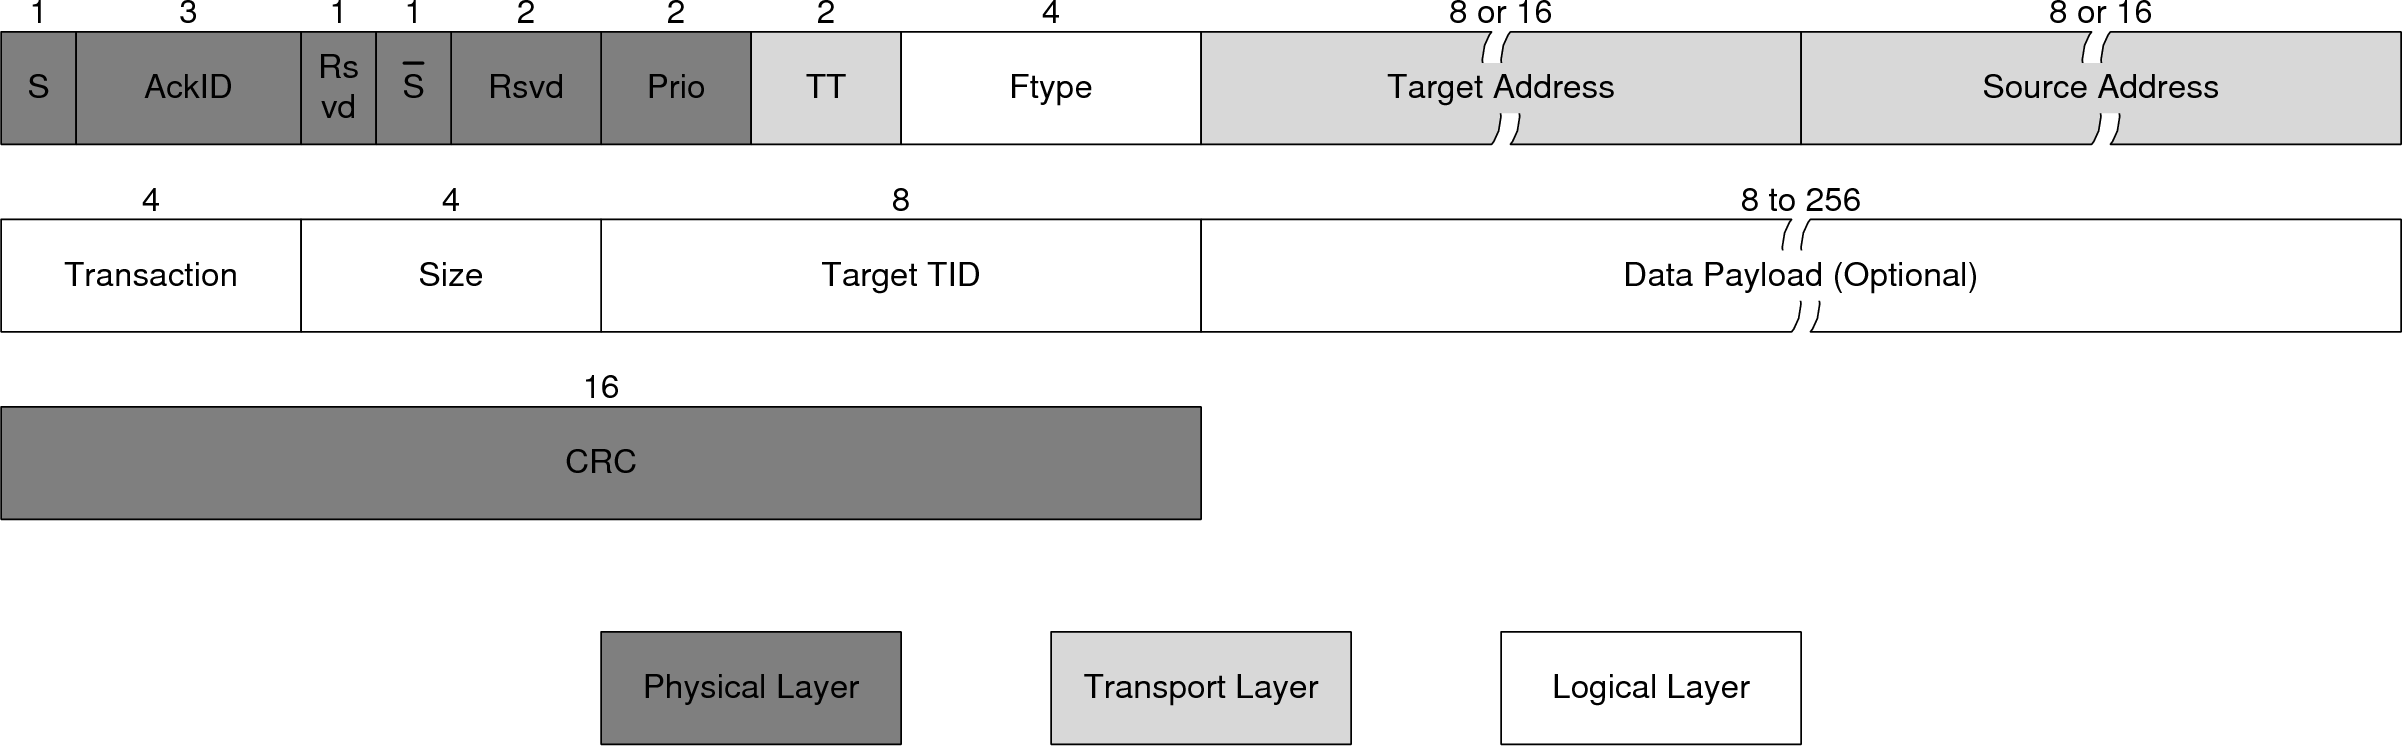 1 3 1 1 2 2 2 4 8 or 16 8 or 16
S AckID Rs vd S̅ Rsvd Prio TT Ftype Target Address Source Address
4 4 8 8 to 256
Transaction Size Target TID Data Payload (Optional)
16
CRC
Physical Layer Transport Layer Logical Layer